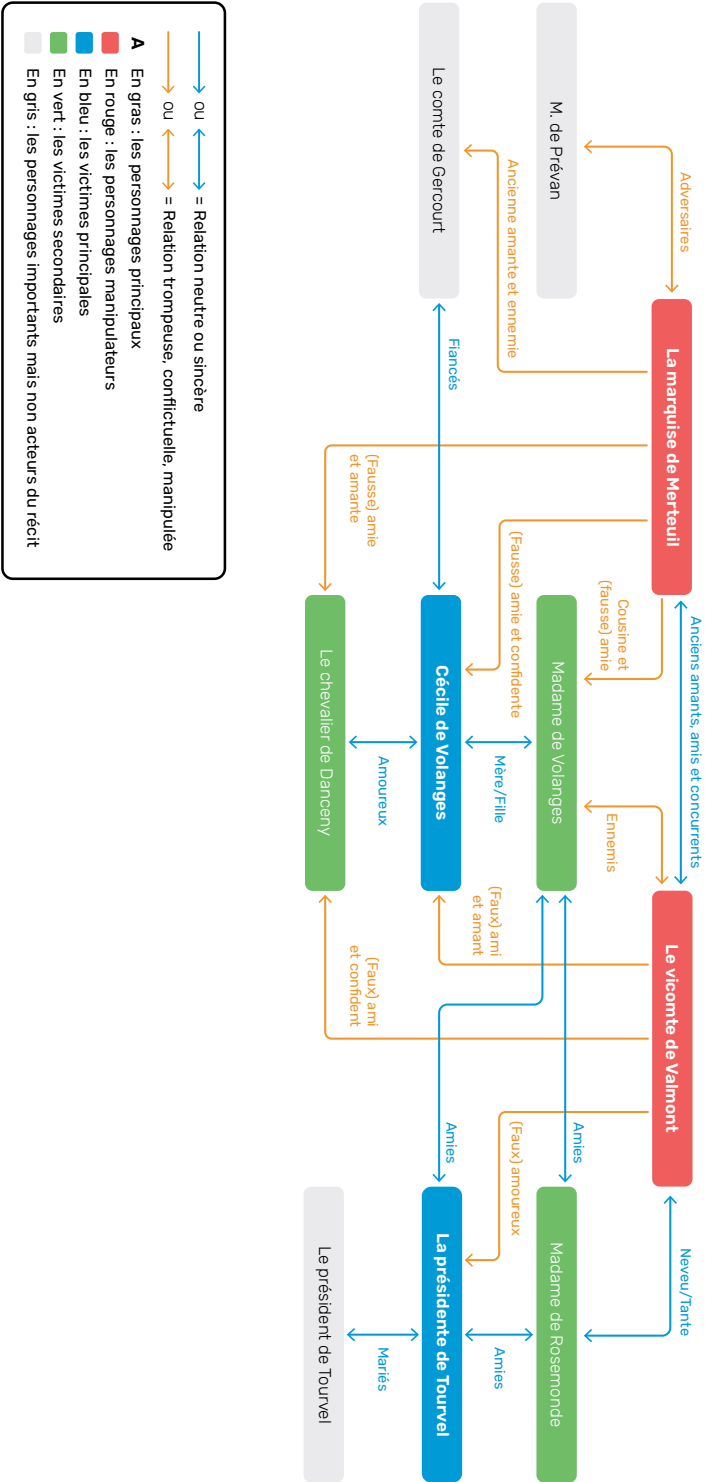 Adversaires
La marquise de Merteuil
Anciens amants, amis et concurrents
Le vicomte de Valmont
Neveu/Tante
Cousine et
(fausse) amie
Ennemis
M. de Prévan
Madame de Volanges
Amies
Madame de Rosemonde
Ancienne amante et ennemie
(Fausse) amie et confidente
Mère/Fille
(Faux) ami
et amant
(Faux) amoureux
Amies
Le comte de Gercourt
Fiancés
Cécile de Volanges
Amies
La présidente de Tourvel
(Fausse) amie
et amante
Amoureux
(Faux) ami
et confident
Mariés
Le chevalier de Danceny
Le président de Tourvel
ou = Relation neutre ou sincère
ou = Relation trompeuse, conflictuelle, manipulée
A En gras : les personnages principaux
En rouge : les personnages manipulateurs
En bleu : les victimes principales
En vert : les victimes secondaires
En gris : les personnages importants mais non acteurs du récit